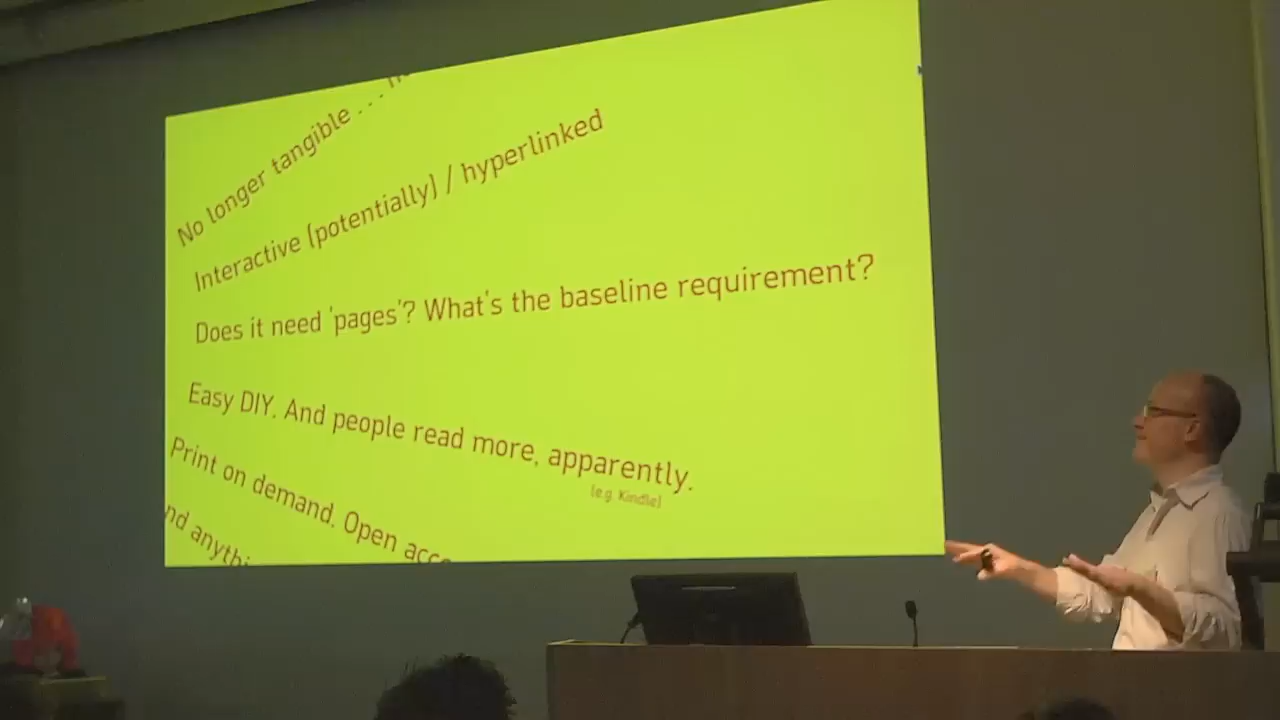 No longer tangible . . .
Interactive (potentially) / hyperlinked
Does it need 'pages'? What's the baseline requirement?
Easy DIY. And people read more, apparently.
(e.g. Kindle)
Print on demand. Open